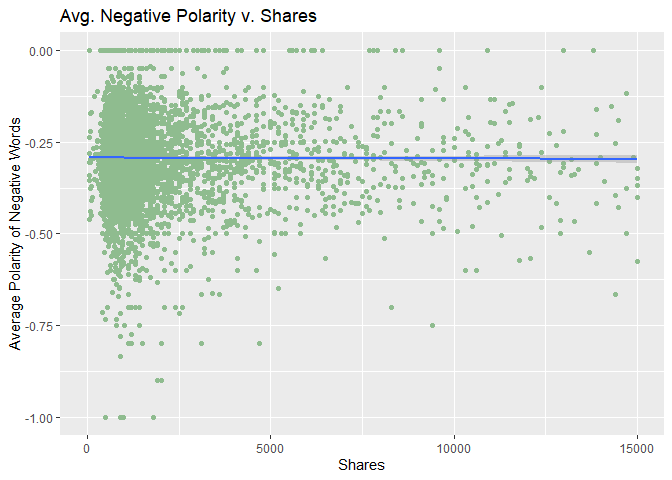 Avg. Negative Polarity v. Shares
Average Polarity of Negative Words
0.00
-0.25
-0.50
-0.75
-1.00
0 5000 10000 15000
Shares